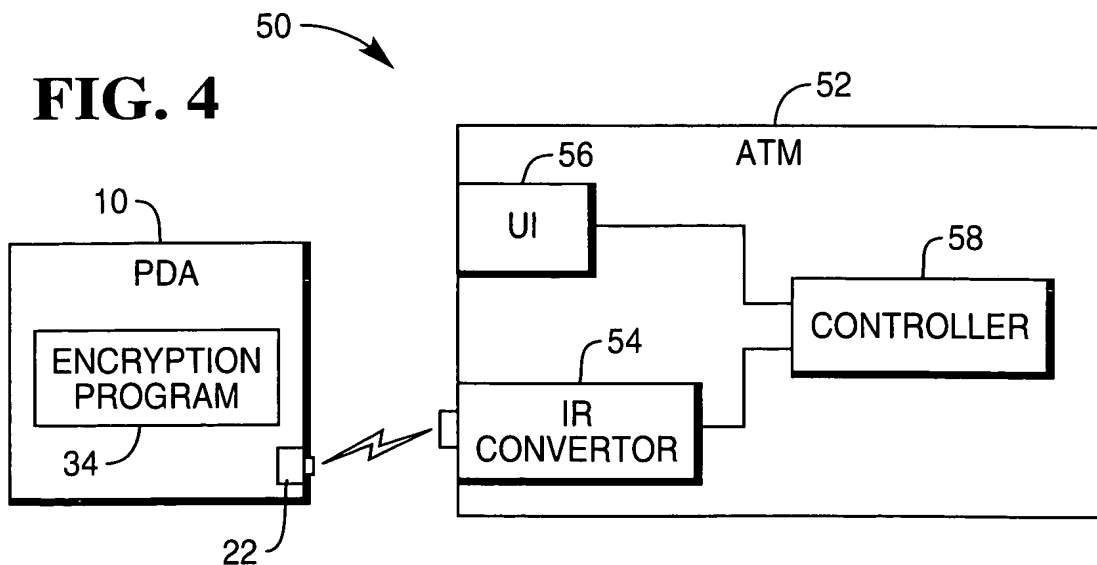 50
FIG. 4
52
ATM
56
UI
10
PDA
58
CONTROLLER
ENCRYPTION
PROGRAM
54
IR
CONVERTOR
34
22